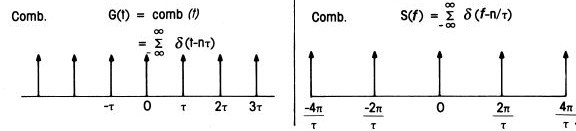 Comb.
G(t) = comb (t)
∞
= Σ δ(t-nτ)
-∞
-τ 0 τ 2τ 3τ
Comb.
∞
S(f) = Σ δ(f-n/τ)
-∞
-4π/τ -2π/τ 0 2π/τ 4π/τ